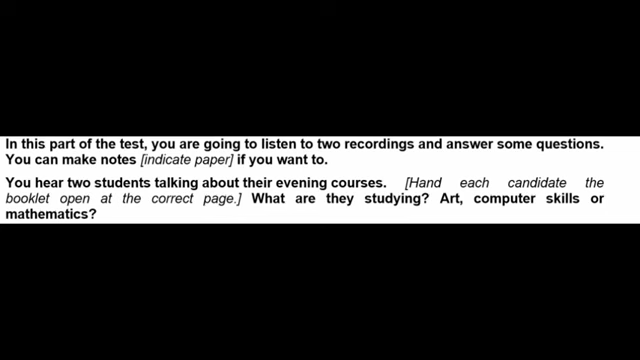 In this part of the test, you are going to listen to two recordings and answer some questions.
You can make notes [indicate paper] if you want to.
You hear two students talking about their evening courses. [Hand each candidate the
booklet open at the correct page.] What are they studying? Art, computer skills or
mathematics?